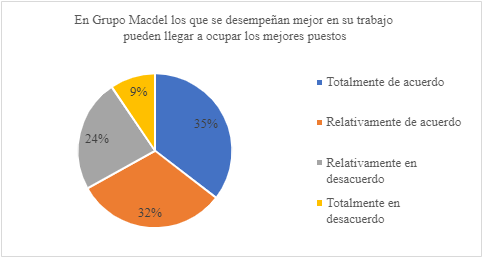 En Grupo Macdel los que se desempeñan mejor en su trabajo
pueden llegar a ocupar los mejores puestos
9%
35%
24%
32%
Totalmente de acuerdo
Relativamente de acuerdo
Relativamente en
desacuerdo
Totalmente en
desacuerdo